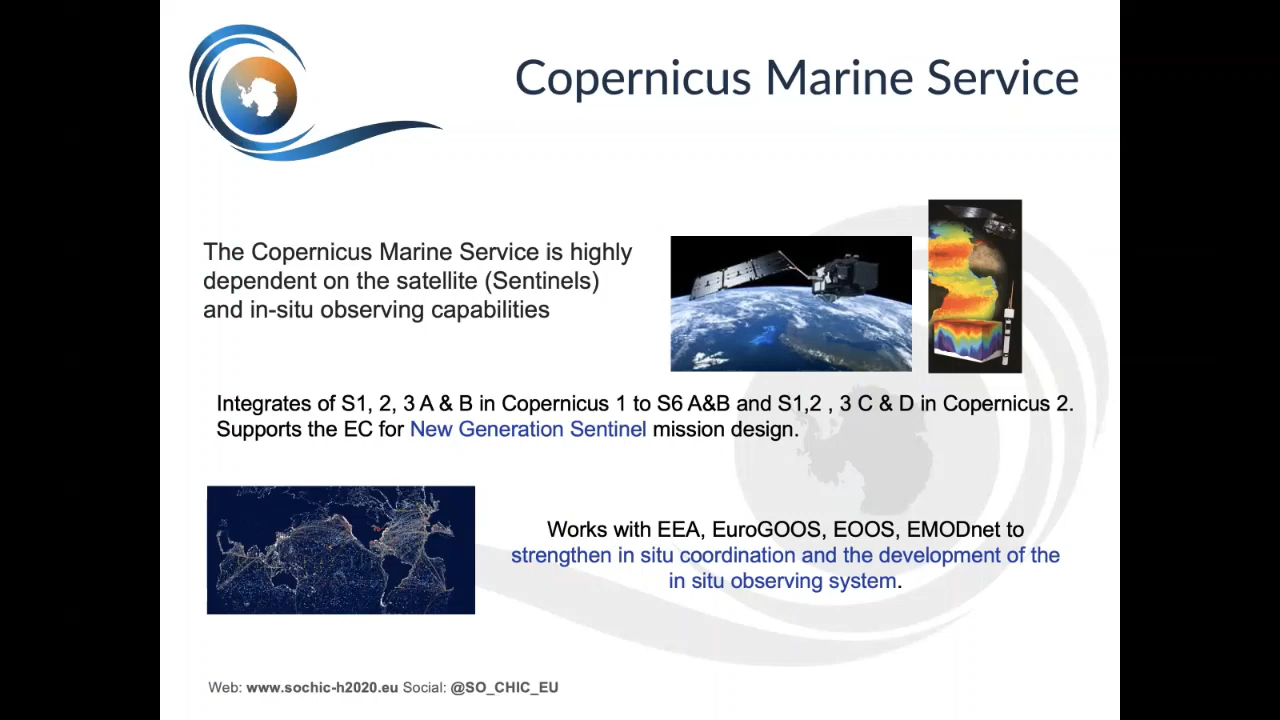 Copernicus Marine Service
The Copernicus Marine Service is highly
dependent on the satellite (Sentinels)
and in-situ observing capabilities
Integrates of S1, 2, 3 A & B in Copernicus 1 to S6 A&B and S1,2 , 3 C & D in Copernicus 2.
Supports the EC for New Generation Sentinel mission design.
Works with EEA, EuroGOOS, EOOS, EMODnet to
strengthen in situ coordination and the development of the
in situ observing system.
Web: www.sochic-h2020.eu Social: @SO_CHIC_EU